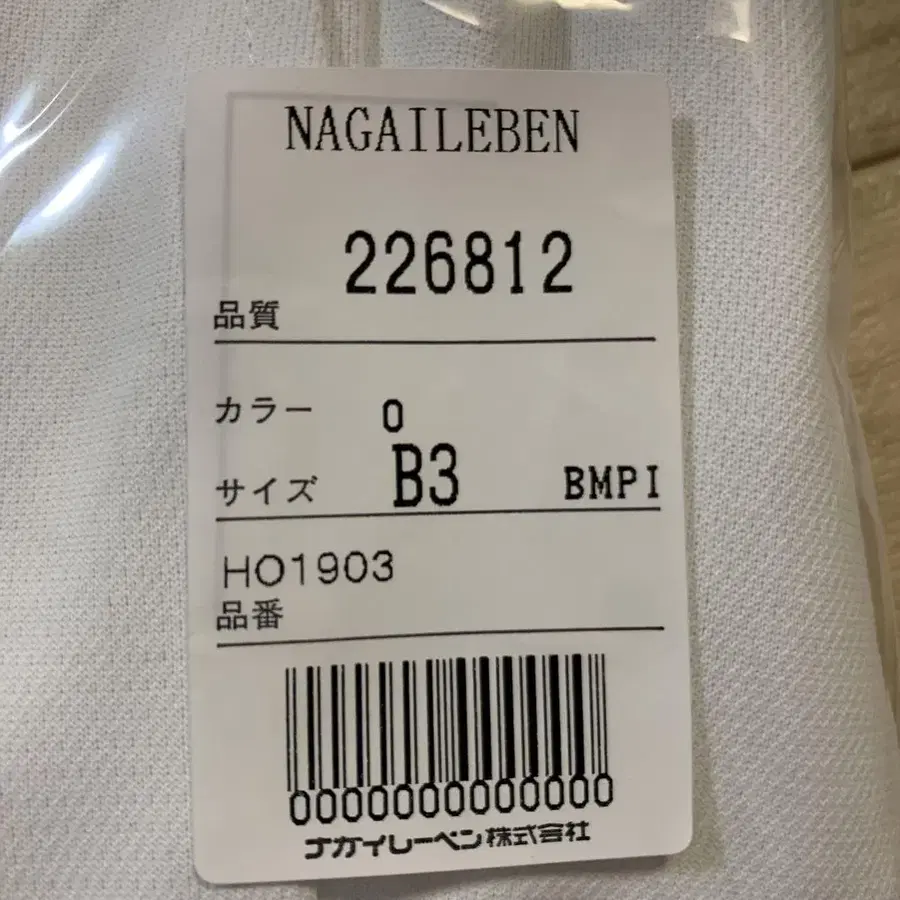 NAGAILEBEN
226812
品質
カラー 0
サイズ B3 BMPI
HO1903
品番
0000000000000
ナガイレーベン株式会社